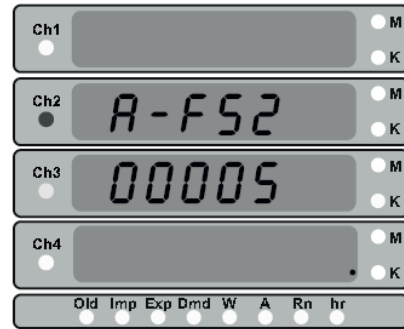 Ch1 M
K
Ch2 A-FS2 M
K
Ch3 00005 M
K
Ch4 . M
K
Old Imp Exp Dmd W A Rn hr